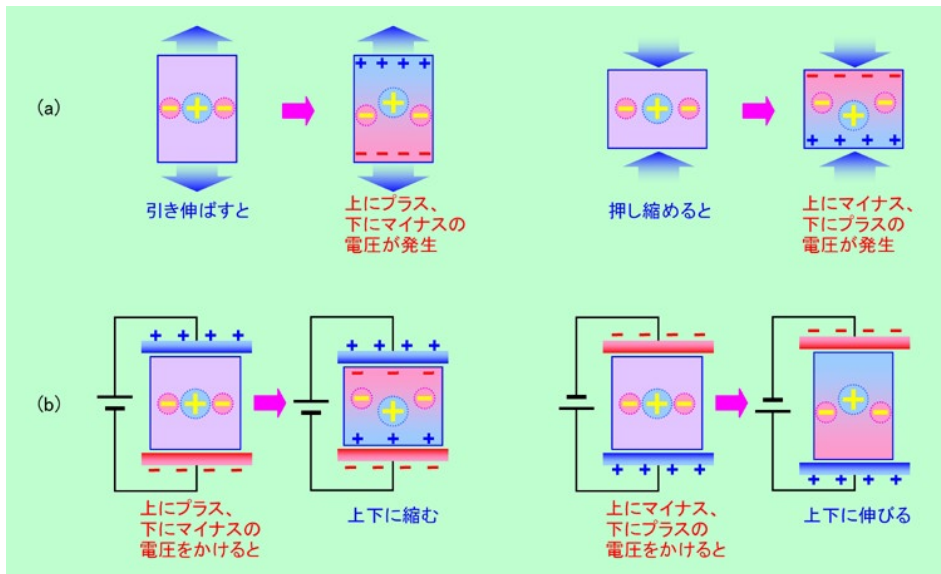 (a)
引き伸ばすと
上にプラス、
下にマイナスの
電圧が発生
押し縮めると
上にマイナス、
下にプラスの
電圧が発生
(b)
上にプラス、
下にマイナスの
電圧をかけると
上下に縮む
上にマイナス、
下にプラスの
電圧をかけると
上下に伸びる